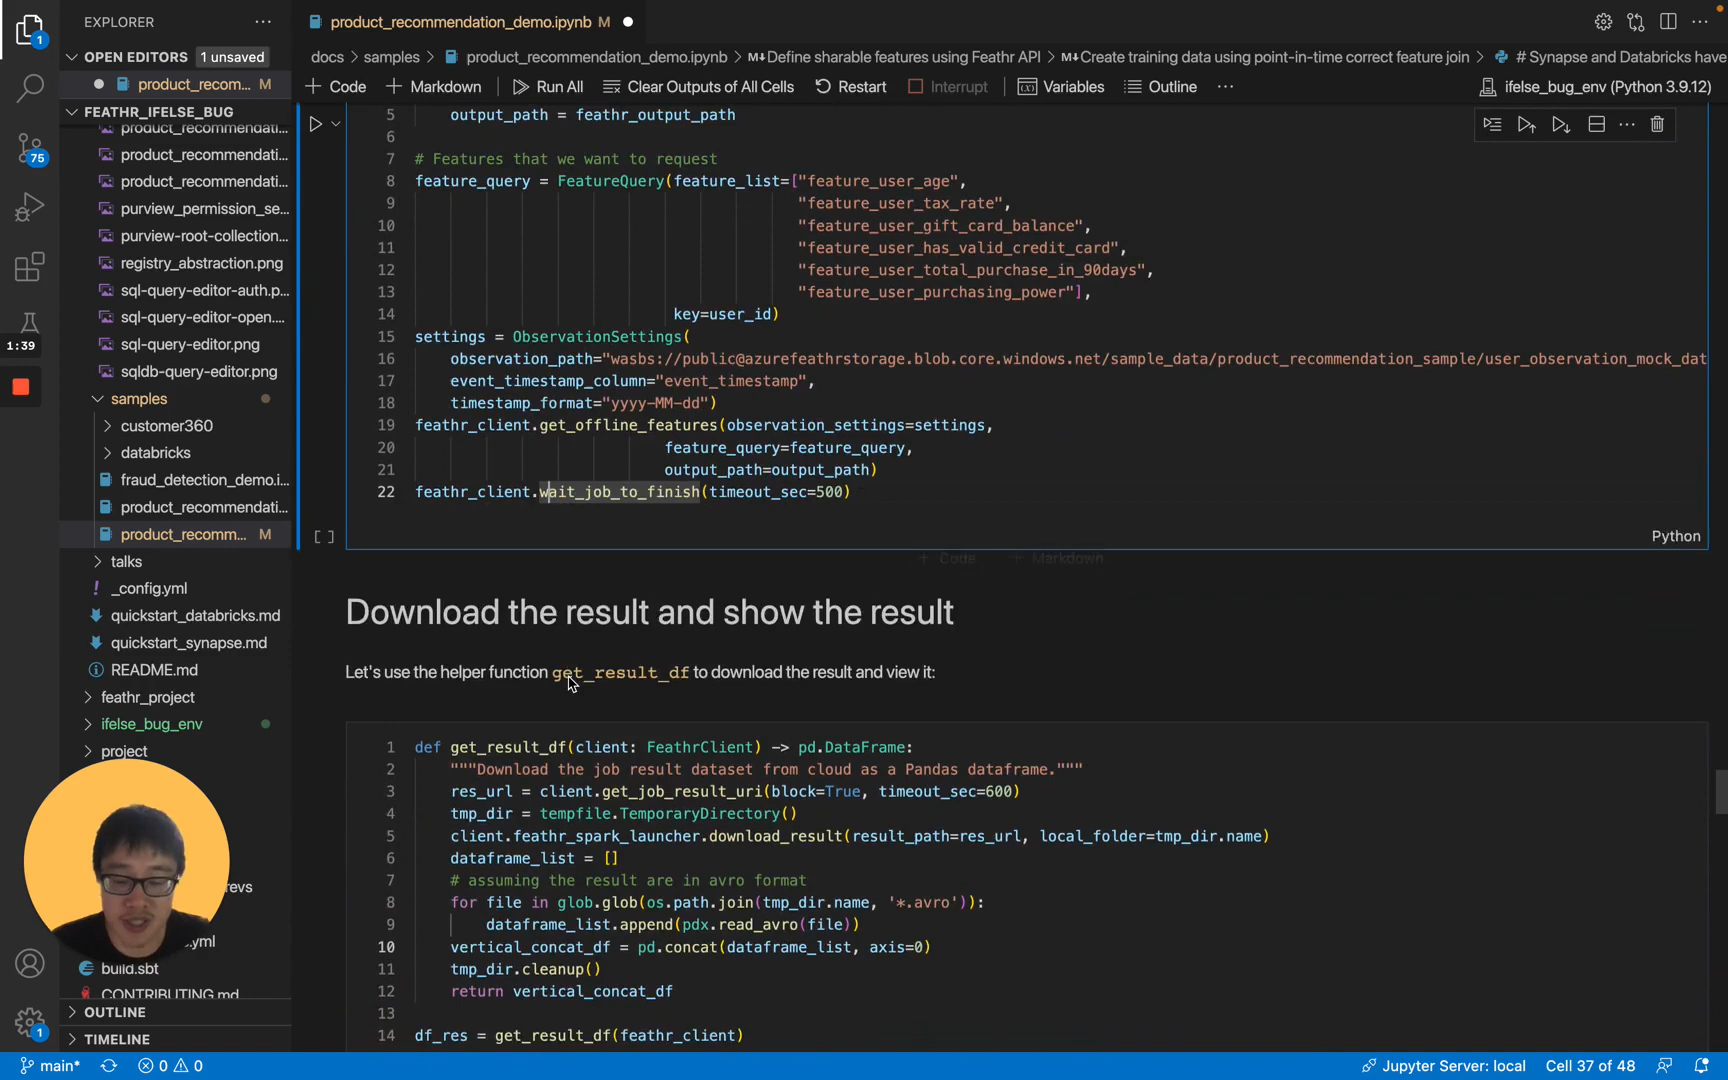 EXPLORER
product_recommendation_demo.ipynb M
OPEN EDITORS 1 unsaved
docs > samples > product_recommendation_demo.ipynb > M↓Define sharable features using Feathr API > M↓Create training data using point-in-time correct feature join > # Synapse and Databricks have
product_recom... M
+ Code + Markdown Run All Clear Outputs of All Cells Restart Interrupt Variables Outline ... ifelse_bug_env (Python 3.9.12)
FEATHR_IFELSE_BUG
product_recommendati...
product_recommendati...
product_recommendati...
purview_permission_se...
purview-root-collection...
registry_abstraction.png
sql-query-editor-auth.p...
sql-query-editor-open....
sql-query-editor.png
sqldb-query-editor.png
samples
customer360
databricks
fraud_detection_demo.i...
product_recommendati...
product_recomm... M
talks
_config.yml
quickstart_databricks.md
quickstart_synapse.md
README.md
feathr_project
ifelse_bug_env
project
revs
.yml
build.sbt
CONTRIBUTING.md
OUTLINE
TIMELINE
1
75
1:39
1
5 output_path = feathr_output_path
6
7 # Features that we want to request
8 feature_query = FeatureQuery(feature_list=["feature_user_age",
9 "feature_user_tax_rate",
10 "feature_user_gift_card_balance",
11 "feature_user_has_valid_credit_card",
12 "feature_user_total_purchase_in_90days",
13 "feature_user_purchasing_power"],
14 key=user_id)
15 settings = ObservationSettings(
16 observation_path="wasbs://public@azurefeathrstorage.blob.core.windows.net/sample_data/product_recommendation_sample/user_observation_mock_dat
17 event_timestamp_column="event_timestamp",
18 timestamp_format="yyyy-MM-dd")
19 feathr_client.get_offline_features(observation_settings=settings,
20 feature_query=feature_query,
21 output_path=output_path)
22 feathr_client.wait_job_to_finish(timeout_sec=500)
[ ] Python
+ Code + Markdown
Download the result and show the result
Let's use the helper function get_result_df to download the result and view it:
1 def get_result_df(client: FeathrClient) -> pd.DataFrame:
2 """Download the job result dataset from cloud as a Pandas dataframe."""
3 res_url = client.get_job_result_uri(block=True, timeout_sec=600)
4 tmp_dir = tempfile.TemporaryDirectory()
5 client.feathr_spark_launcher.download_result(result_path=res_url, local_folder=tmp_dir.name)
6 dataframe_list = []
7 # assuming the result are in avro format
8 for file in glob.glob(os.path.join(tmp_dir.name, '*.avro')):
9 dataframe_list.append(pdx.read_avro(file))
10 vertical_concat_df = pd.concat(dataframe_list, axis=0)
11 tmp_dir.cleanup()
12 return vertical_concat_df
13
14 df_res = get_result_df(feathr_client)
main* 0 0 Jupyter Server: local Cell 37 of 48